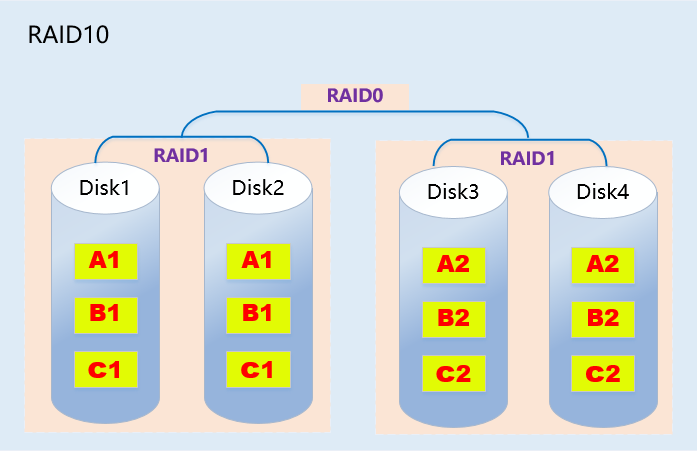 RAID10
RAID0
RAID1
RAID1
Disk1
Disk2
Disk3
Disk4
A1
A1
A2
A2
B1
B1
B2
B2
C1
C1
C2
C2